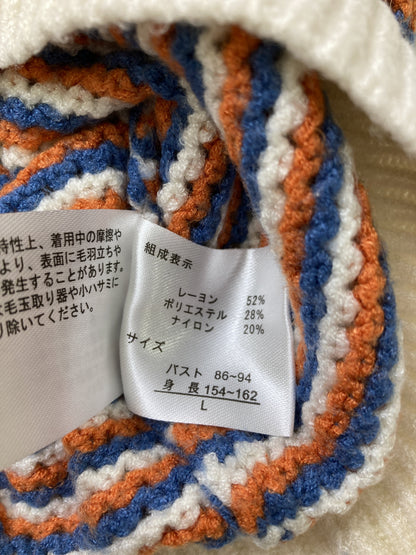 特性上、着用中の摩擦や
より、表面に毛羽立ちや
発生することがあります。
な毛玉取り器や小ハサミに
り除いてください。
組成表示
レーヨン 52%
ポリエステル 28%
ナイロン 20%
サイズ
バスト 86~94
身 長 154~162
L